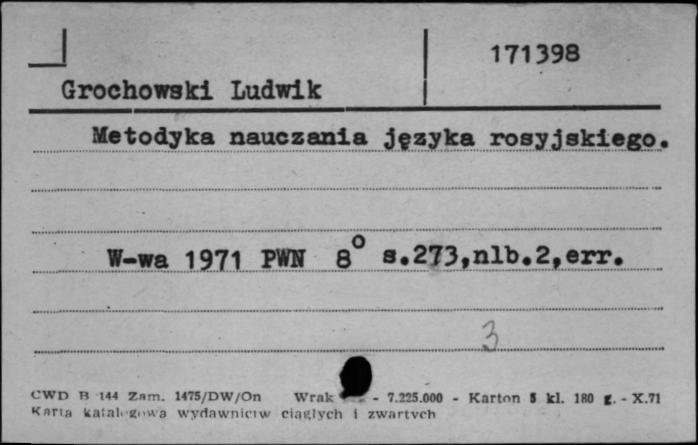 171398
Grochowski Ludwik
Metodyka nauczania języka rosyjskiego.
W-wa 1971 PWN 8° s.273,nlb.2,err.
3
CWD B 144 Zam. 1475/DW/On Wrak - 7.225.000 - Karton 5 kl. 180 g. - X.71
Karta katalogowa wydawnictw ciągłych i zwartych